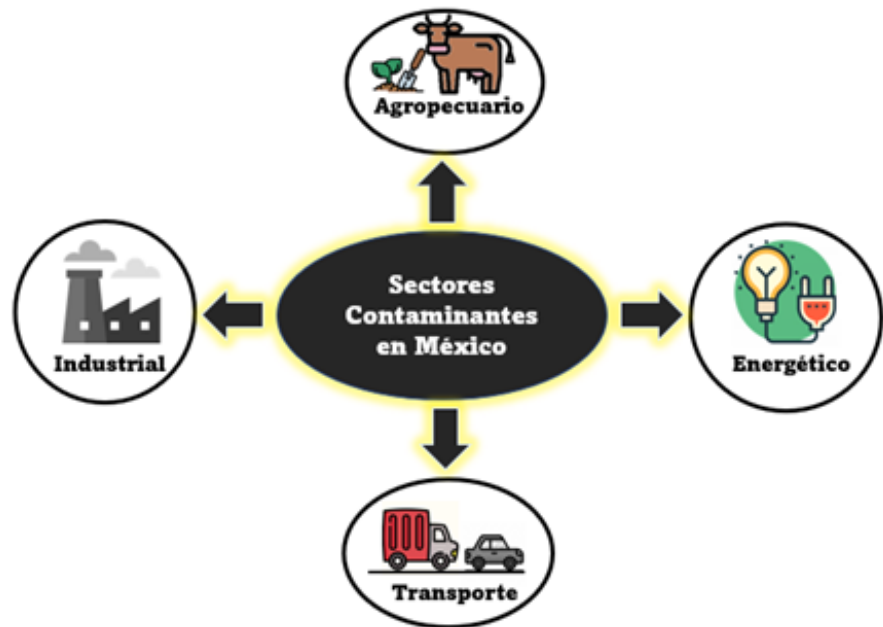 Agropecuario
Sectores
Contaminantes
en México
Industrial
Energético
Transporte